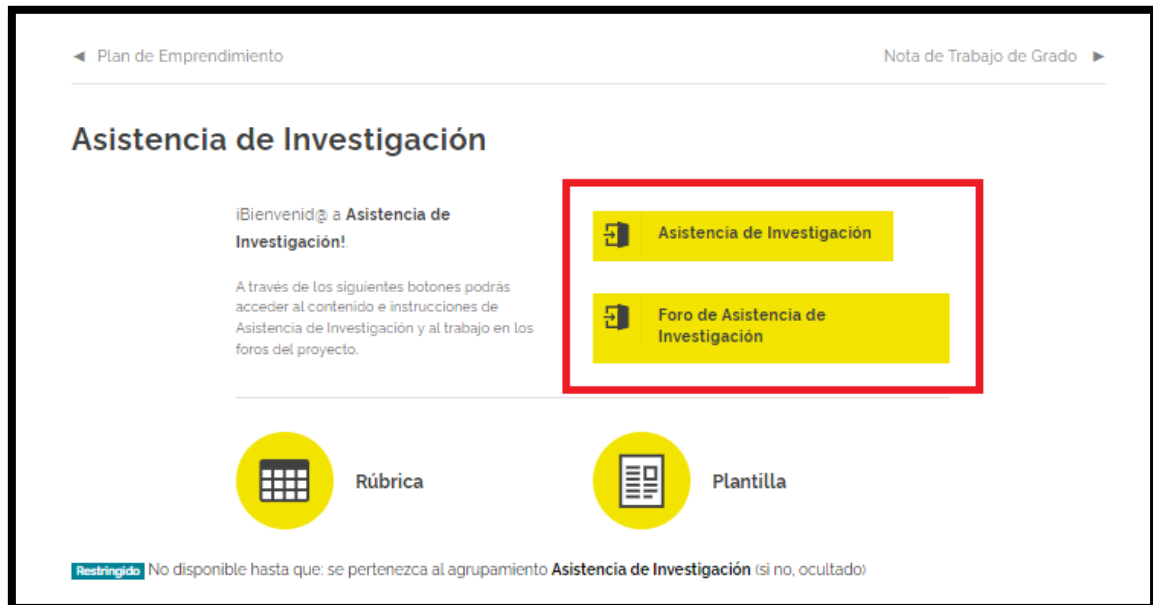 ◄ Plan de Emprendimiento
Nota de Trabajo de Grado ►
Asistencia de Investigación
¡Bienvenid@ a Asistencia de
Investigación!.
A través de los siguientes botones podrás
acceder al contenido e instrucciones de
Asistencia de Investigación y al trabajo en los
foros del proyecto.
Asistencia de Investigación
Foro de Asistencia de
Investigación
Rúbrica
Plantilla
Restringido No disponible hasta que: se pertenezca al agrupamiento Asistencia de Investigación (si no, ocultado)